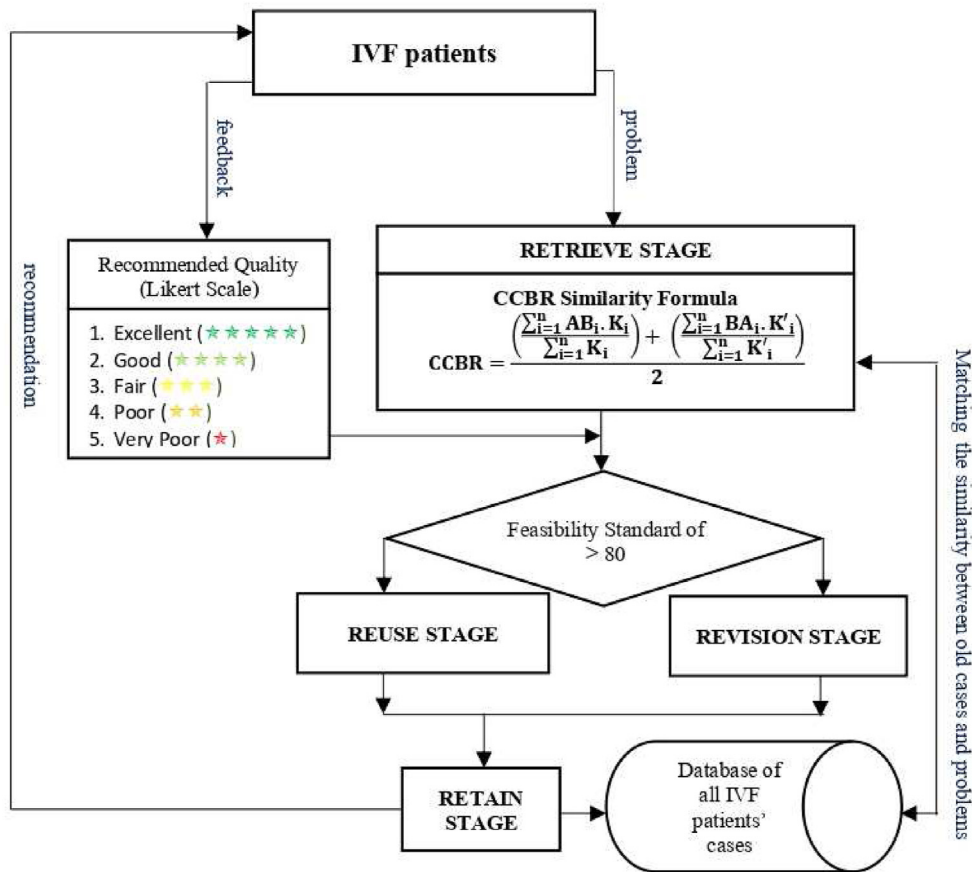 IVF patients
feedback
problem
recommendation
Recommended Quality
(Likert Scale)
1. Excellent (★★★★★)
2. Good (★★★★)
3. Fair (★★★)
4. Poor (★★)
5. Very Poor (★)
RETRIEVE STAGE
CCBR Similarity Formula
CCBR = ((∑ⁿᵢ₌₁ ABᵢ. Kᵢ / ∑ⁿᵢ₌₁ Kᵢ) + (∑ⁿᵢ₌₁ BAᵢ. K′ᵢ / ∑ⁿᵢ₌₁ K′ᵢ)) / 2
Matching the similarity between old cases and problems
Feasibility Standard of
> 80
REUSE STAGE
REVISION STAGE
RETAIN
STAGE
Database of
all IVF
patients'
cases